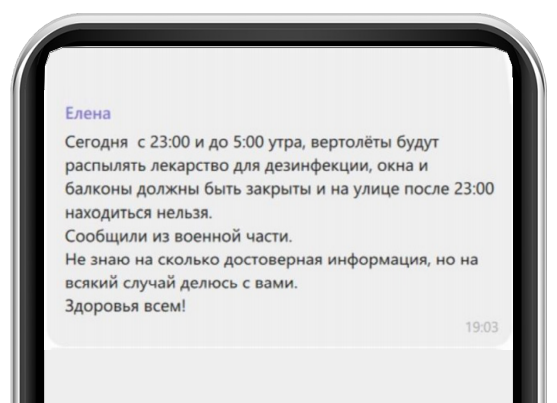 Елена
Сегодня с 23:00 и до 5:00 утра, вертолёты будут
распылять лекарство для дезинфекции, окна и
балконы должны быть закрыты и на улице после 23:00
находиться нельзя.
Сообщили из военной части.
Не знаю на сколько достоверная информация, но на
всякий случай делюсь с вами.
Здоровья всем!
19:03